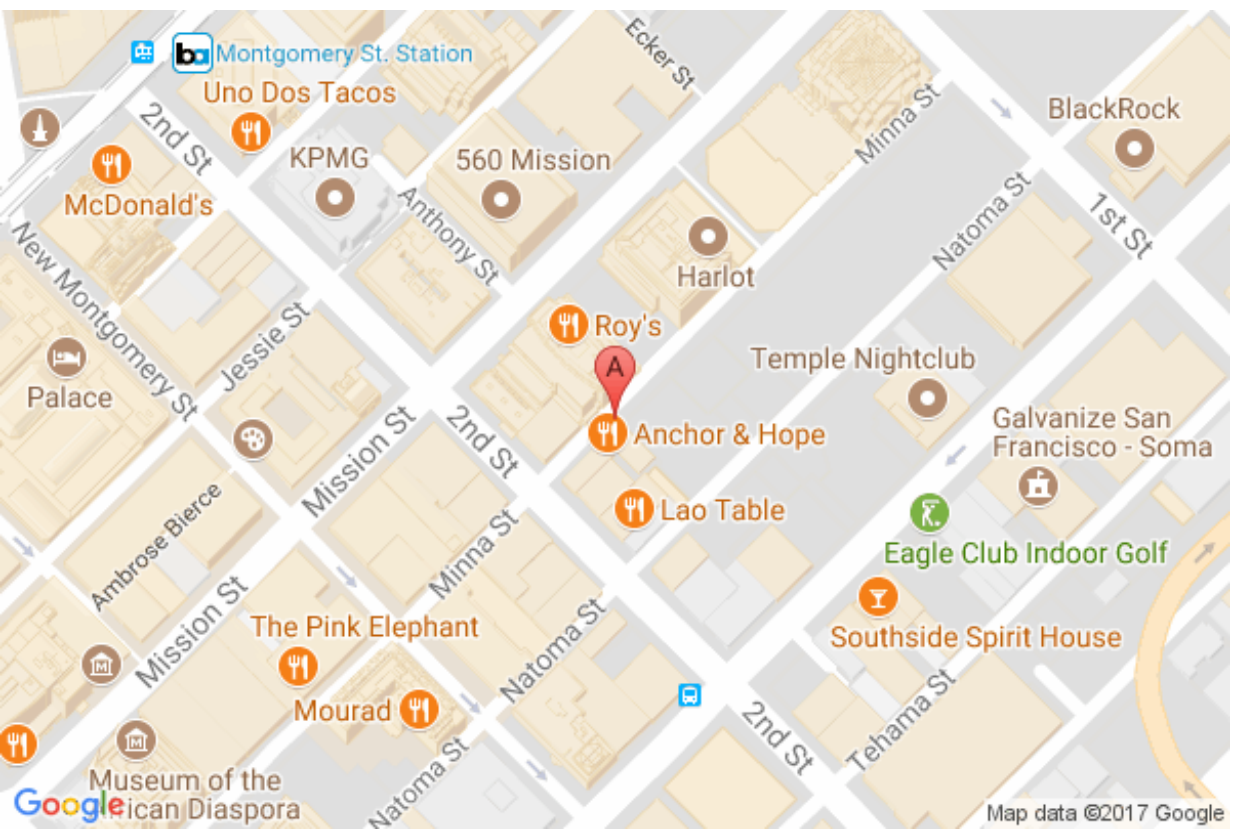 Ecker St
ba Montgomery St. Station
Uno Dos Tacos
Minna St
BlackRock
2nd St
KPMG
560 Mission
McDonald's
Anthony St
Natoma St
1st St
New Montgomery St
Harlot
Jessie St
Roy's
A
Temple Nightclub
Palace
Galvanize San
Francisco - Soma
Mission St
2nd St
Anchor & Hope
Ambrose Bierce
Lao Table
Minna St
Eagle Club Indoor Golf
Mission St
The Pink Elephant
Natoma St
Southside Spirit House
Mourad
2nd St
Tehama St
Natoma St
Museum of the
rican Diaspora
Google
Map data ©2017 Google